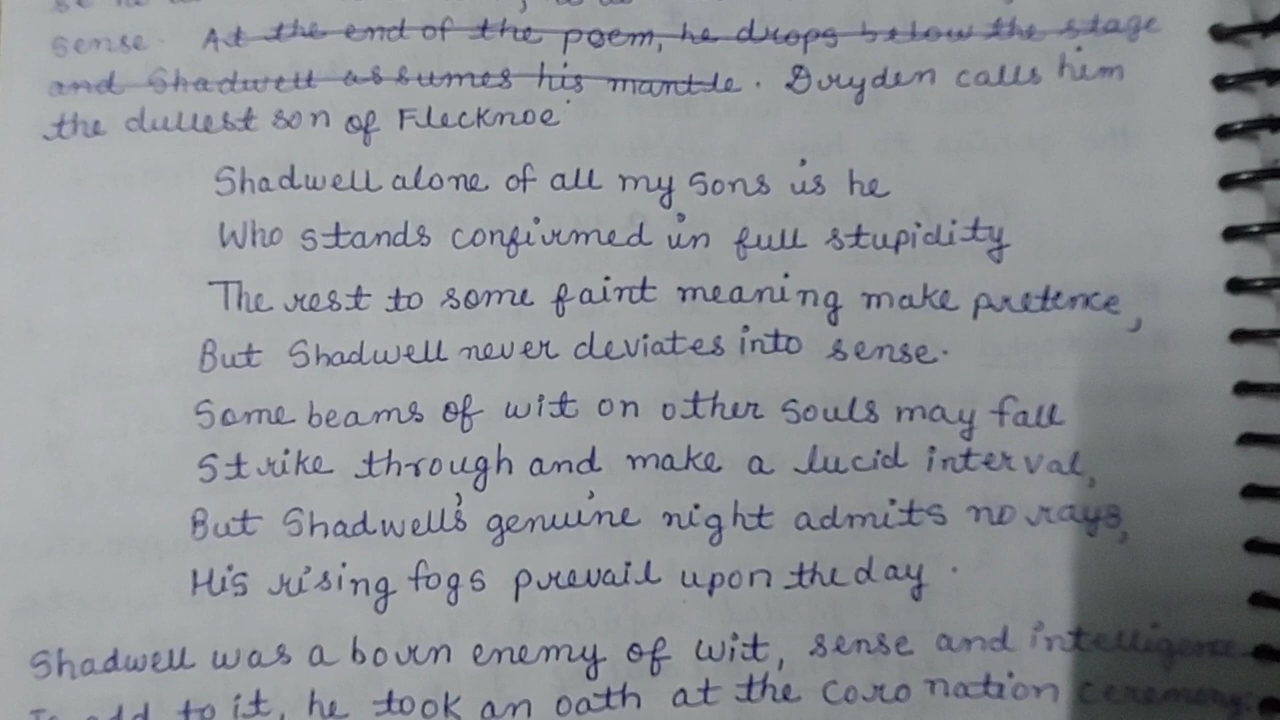 sense. At the end of the poem, he drops below the stage
and Shadwell assumes his mantle. Dryden calls him
the dullest son of Flecknoe
Shadwell alone of all my sons is he
Who stands confirmed in full stupidity
The rest to some faint meaning make pretence,
But Shadwell never deviates into sense.
Some beams of wit on other souls may fall
Strike through and make a lucid interval,
But Shadwell's genuine night admits no rays,
His rising fogs prevail upon the day.
Shadwell was a born enemy of wit, sense and intelligence
to it, he took an oath at the coronation ceremony.